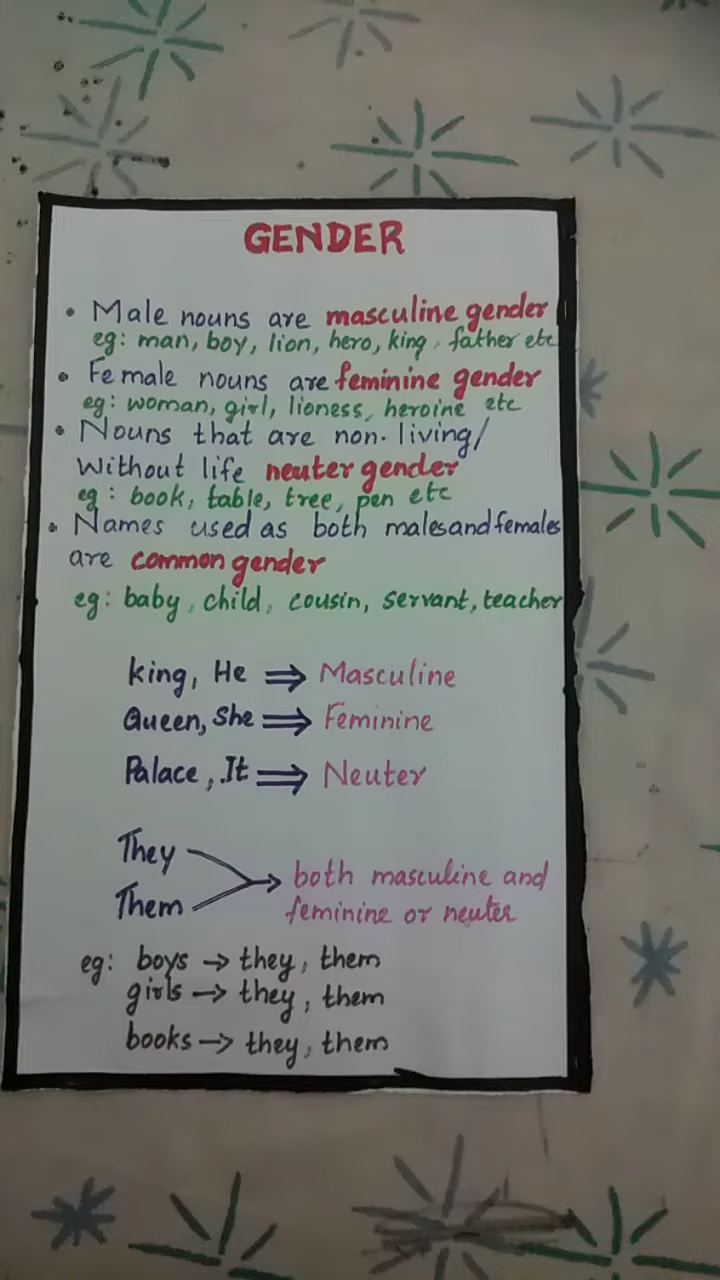 GENDER
• Male nouns are masculine gender
eg: man, boy, lion, hero, king, father etc
• Female nouns are feminine gender
eg: woman, girl, lioness, heroine etc
• Nouns that are non-living/
Without life neuter gender
eg: book, table, tree, pen etc
• Names used as both males and females
are common gender
eg: baby, child, cousin, servant, teacher
king, He ⇒ Masculine
Queen, She ⇒ Feminine
Palace, It ⇒ Neuter
They
Them → both masculine and
feminine or neuter
eg: boys → they, them
girls → they, them
books → they, them